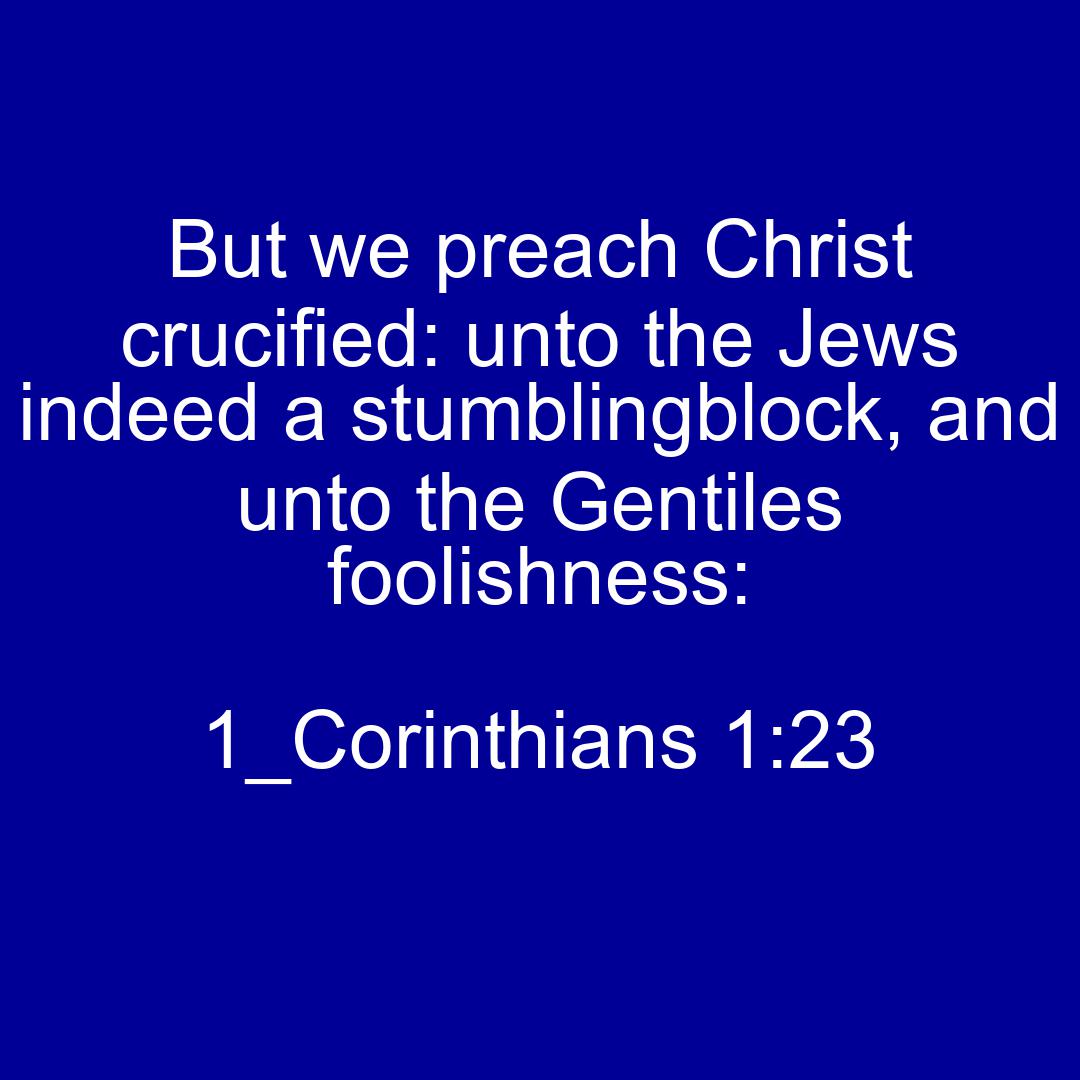 But we preach Christ
crucified: unto the Jews
indeed a stumblingblock, and
unto the Gentiles
foolishness:
1_Corinthians 1:23